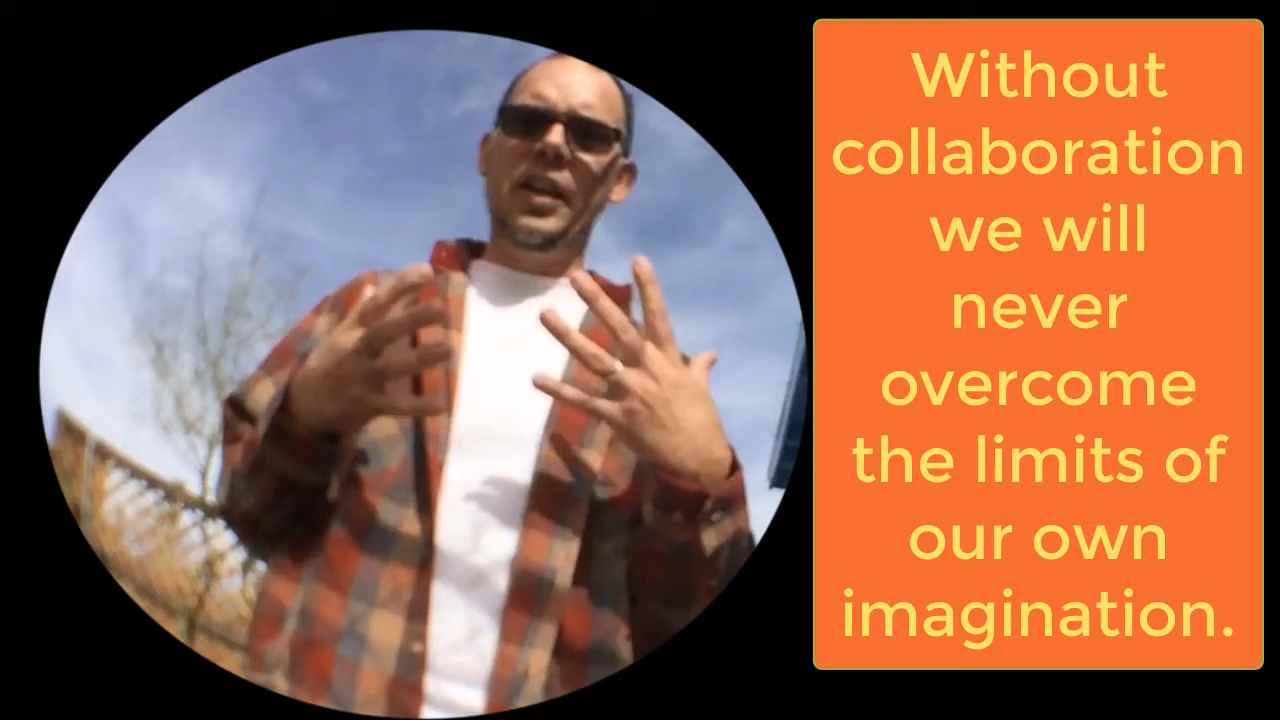 Without
collaboration
we will
never
overcome
the limits of
our own
imagination.